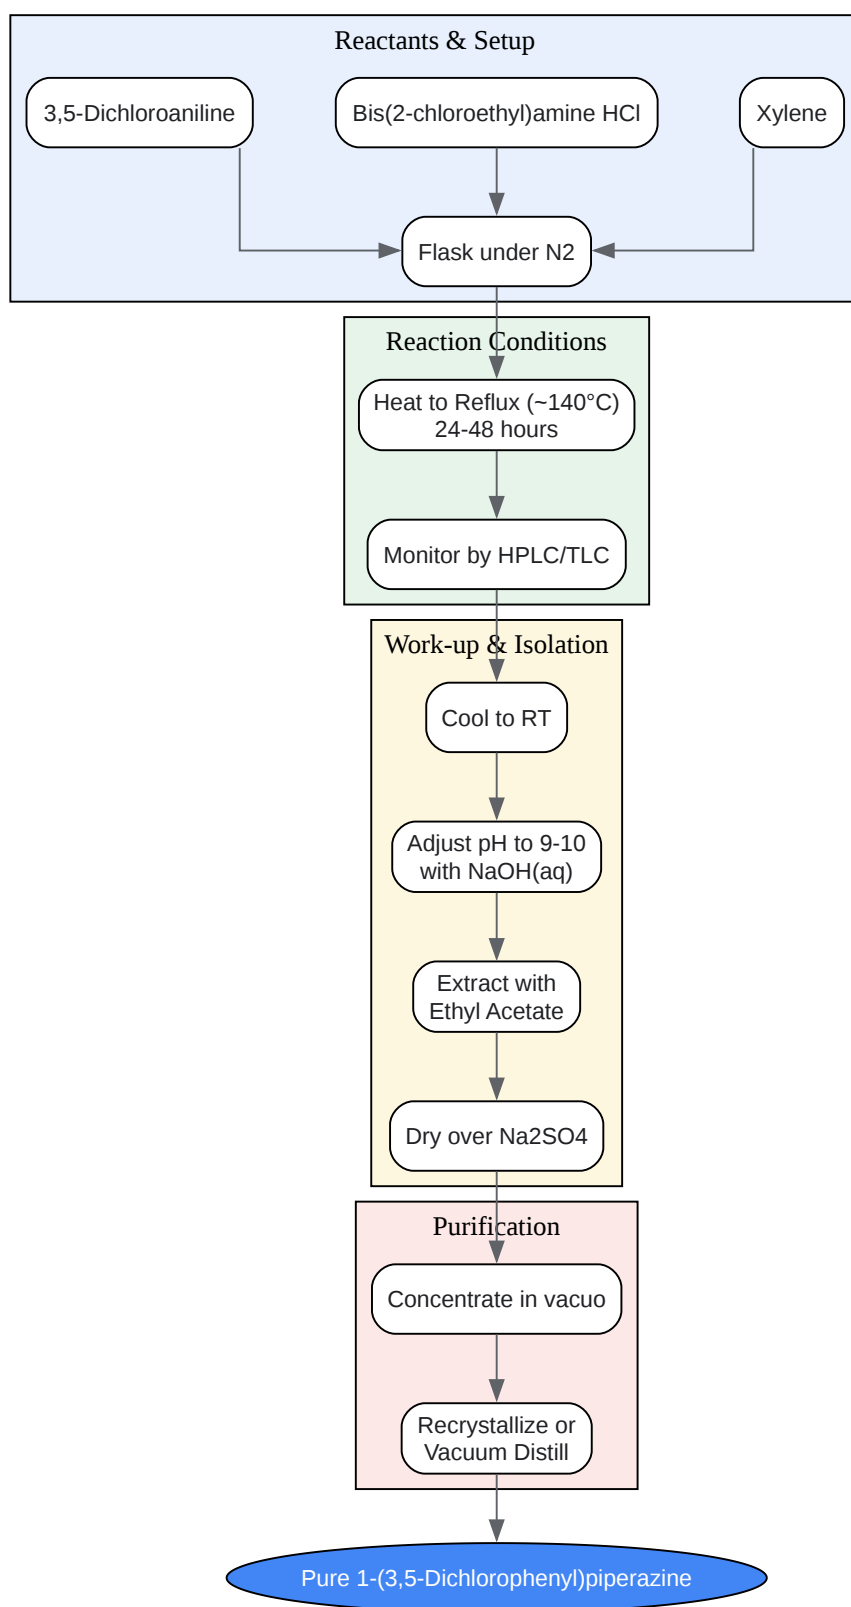 Reactants & Setup
3,5-Dichloroaniline
Bis(2-chloroethyl)amine HCl
Xylene
Flask under N2
Reaction Conditions
Heat to Reflux (~140°C)
24-48 hours
Monitor by HPLC/TLC
Work-up & Isolation
Cool to RT
Adjust pH to 9-10
with NaOH(aq)
Extract with
Ethyl Acetate
Dry over Na2SO4
Purification
Concentrate in vacuo
Recrystallize or
Vacuum Distill
Pure 1-(3,5-Dichlorophenyl)piperazine